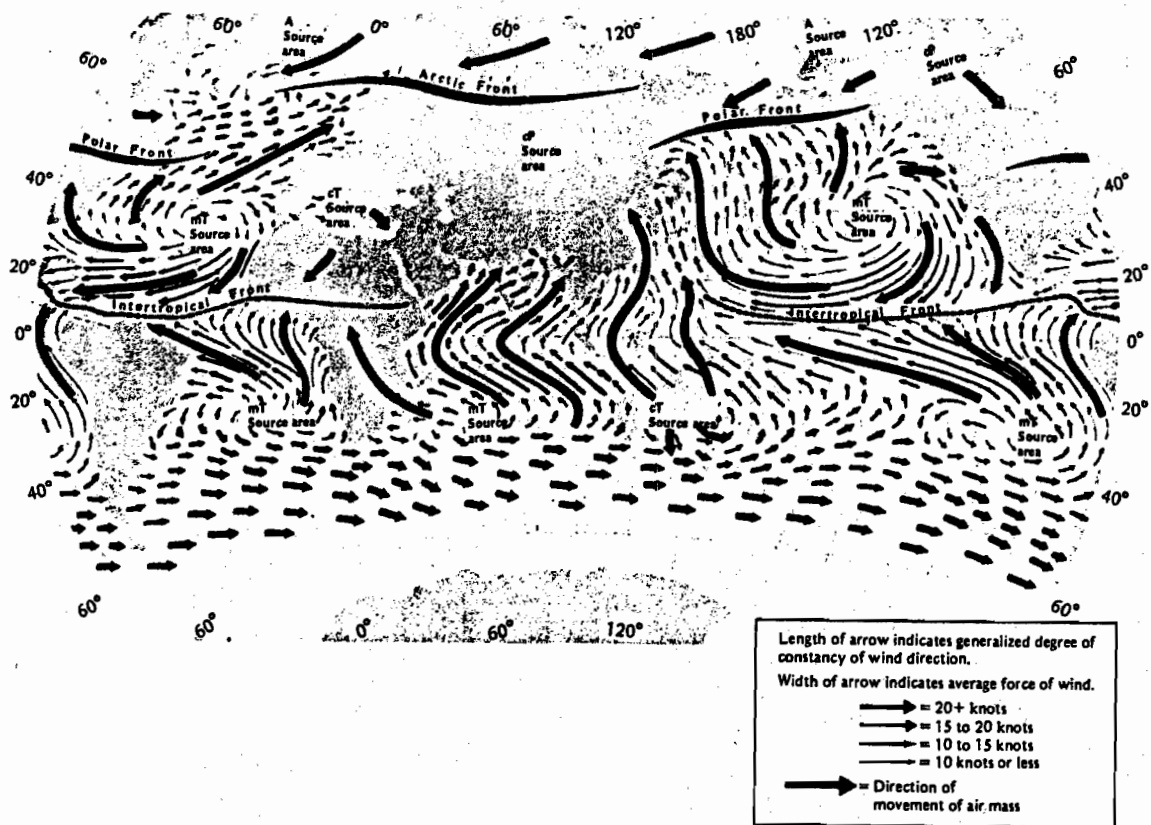 A
Source
area
0°
60°
120°
180°
A
Source
area
120°
cP
Source
area
60°
60°
60°
Arctic Front
Polar Front
Polar Front
cP
Source
area
40°
40°
cT
Source
area
mT
Source
area
mT
Source
area
20°
20°
Intertropical Front
Intertropical Front
0°
0°
20°
20°
mT
Source area
mT
Source
area
cT
Source area
mT
Source
area
40°
40°
60°
60°
0°
60°
120°
60°
Length of arrow indicates generalized degree of
constancy of wind direction.
Width of arrow indicates average force of wind.
= 20+ knots
= 15 to 20 knots
= 10 to 15 knots
= 10 knots or less
= Direction of
movement of air mass